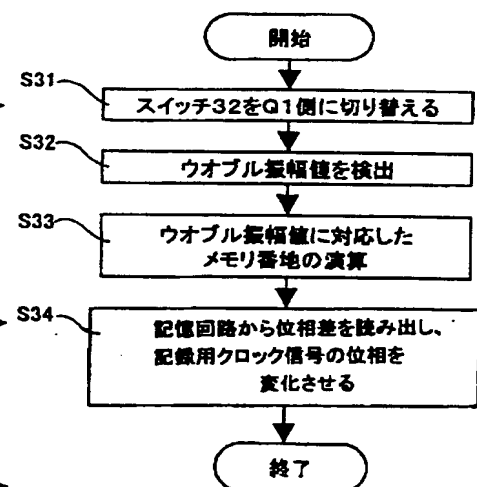 開始
S31
スイッチ32をQ1側に切り替える
S32
ウオブル振幅値を検出
S33
ウオブル振幅値に対応した
メモリ番地の演算
S34
記憶回路から位相差を読み出し、
記録用クロック信号の位相を
変化させる
終了